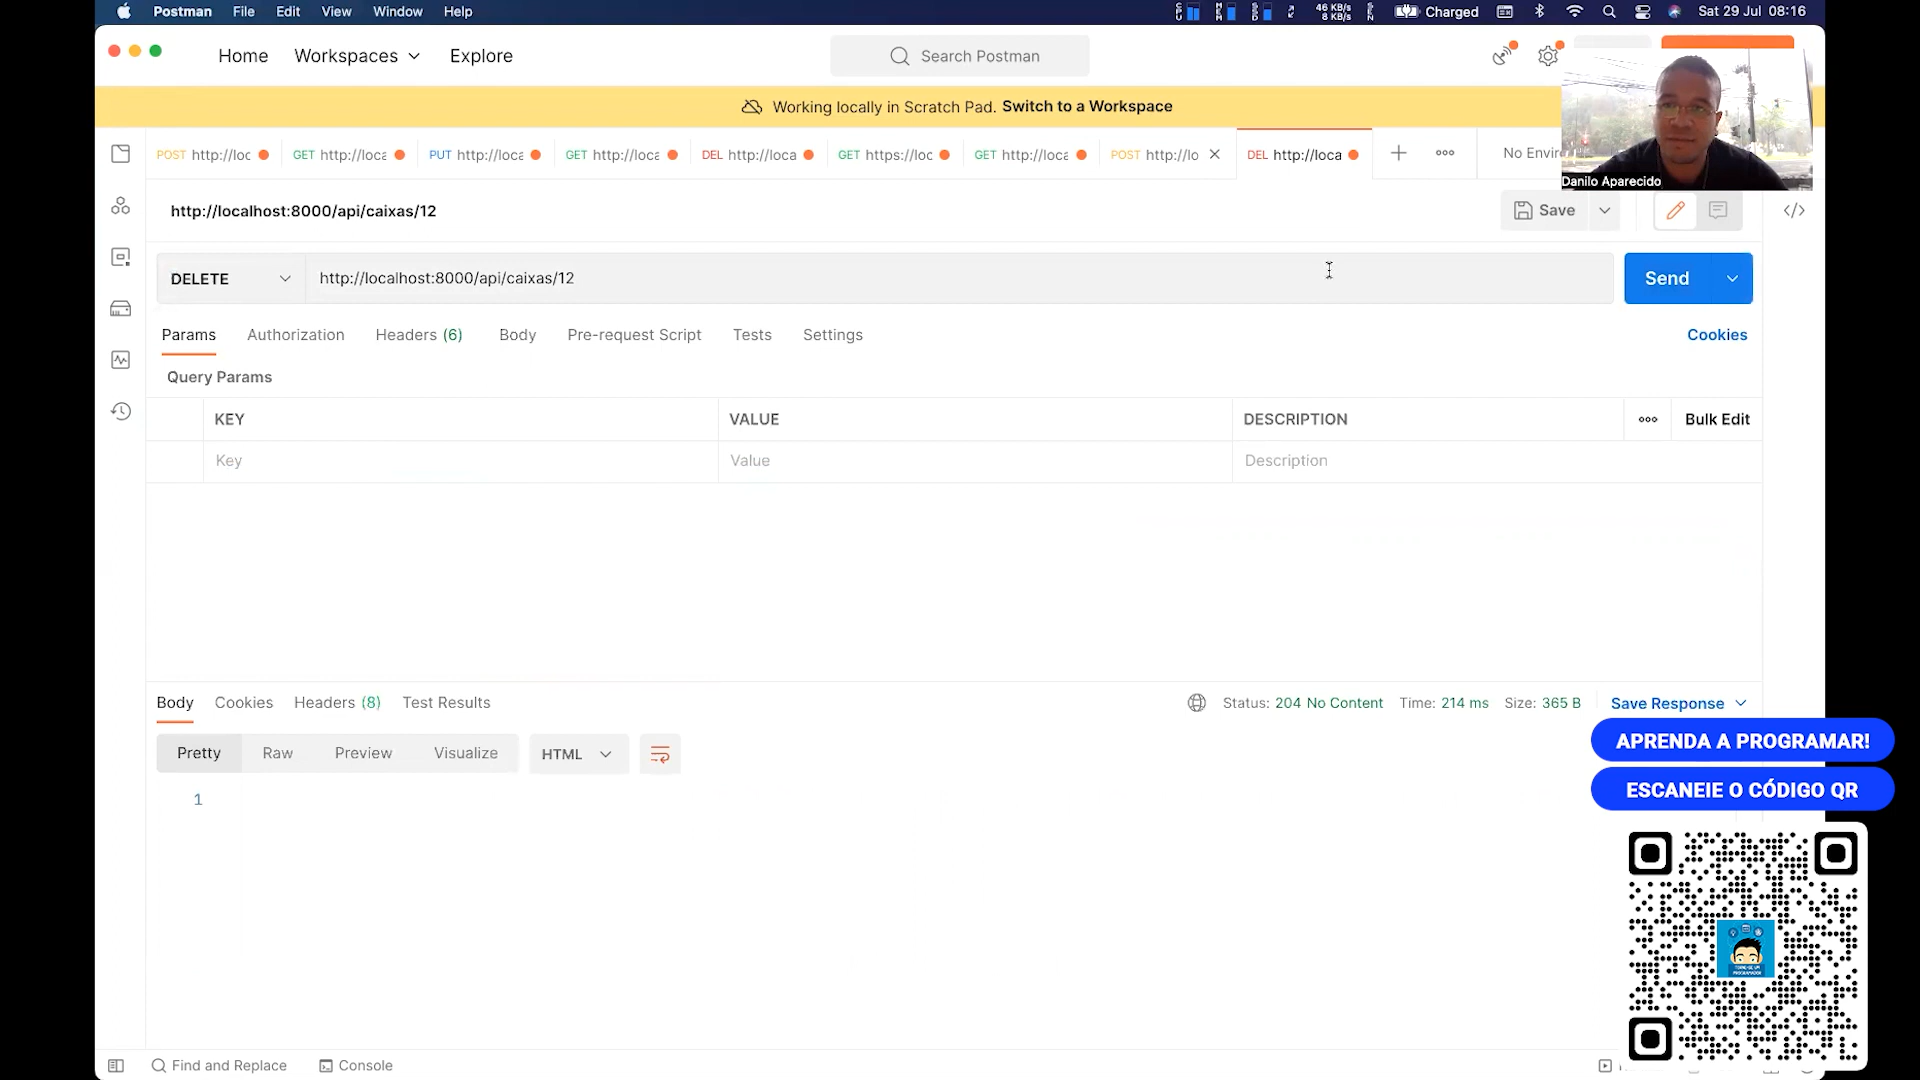 Postman File Edit View Window Help
46 KB/s
8 KB/s
Charged
Sat 29 Jul 08:16
Home Workspaces Explore
Search Postman
Working locally in Scratch Pad. Switch to a Workspace
POST http://loc GET http://loca PUT http://loca GET http://loca DEL http://loca GET https://loc GET http://loca POST http://lo DEL http://loca No Envir
Danilo Aparecido
http://localhost:8000/api/caixas/12
Save
</>
DELETE http://localhost:8000/api/caixas/12
Send
Params Authorization Headers (6) Body Pre-request Script Tests Settings
Cookies
Query Params
KEY VALUE DESCRIPTION Bulk Edit
Key Value Description
Body Cookies Headers (8) Test Results
Status: 204 No Content Time: 214 ms Size: 365 B Save Response
Pretty Raw Preview Visualize HTML
1
APRENDA A PROGRAMAR!
ESCANEIE O CÓDIGO QR
Find and Replace Console